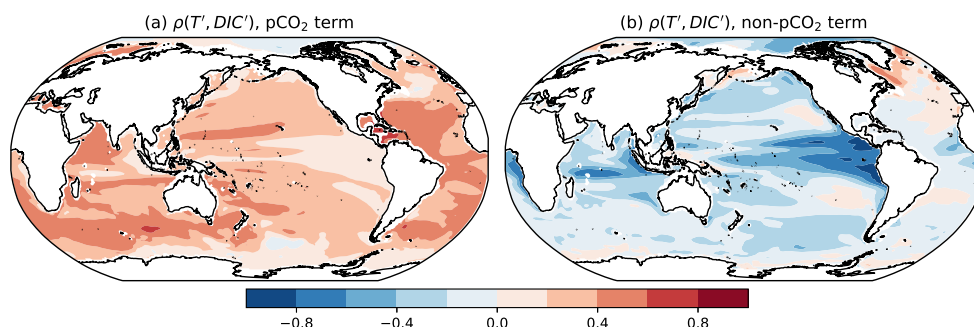 (a) ρ(T′, DIC′), pCO₂ term
(b) ρ(T′, DIC′), non-pCO₂ term
−0.8 −0.4 0.0 0.4 0.8